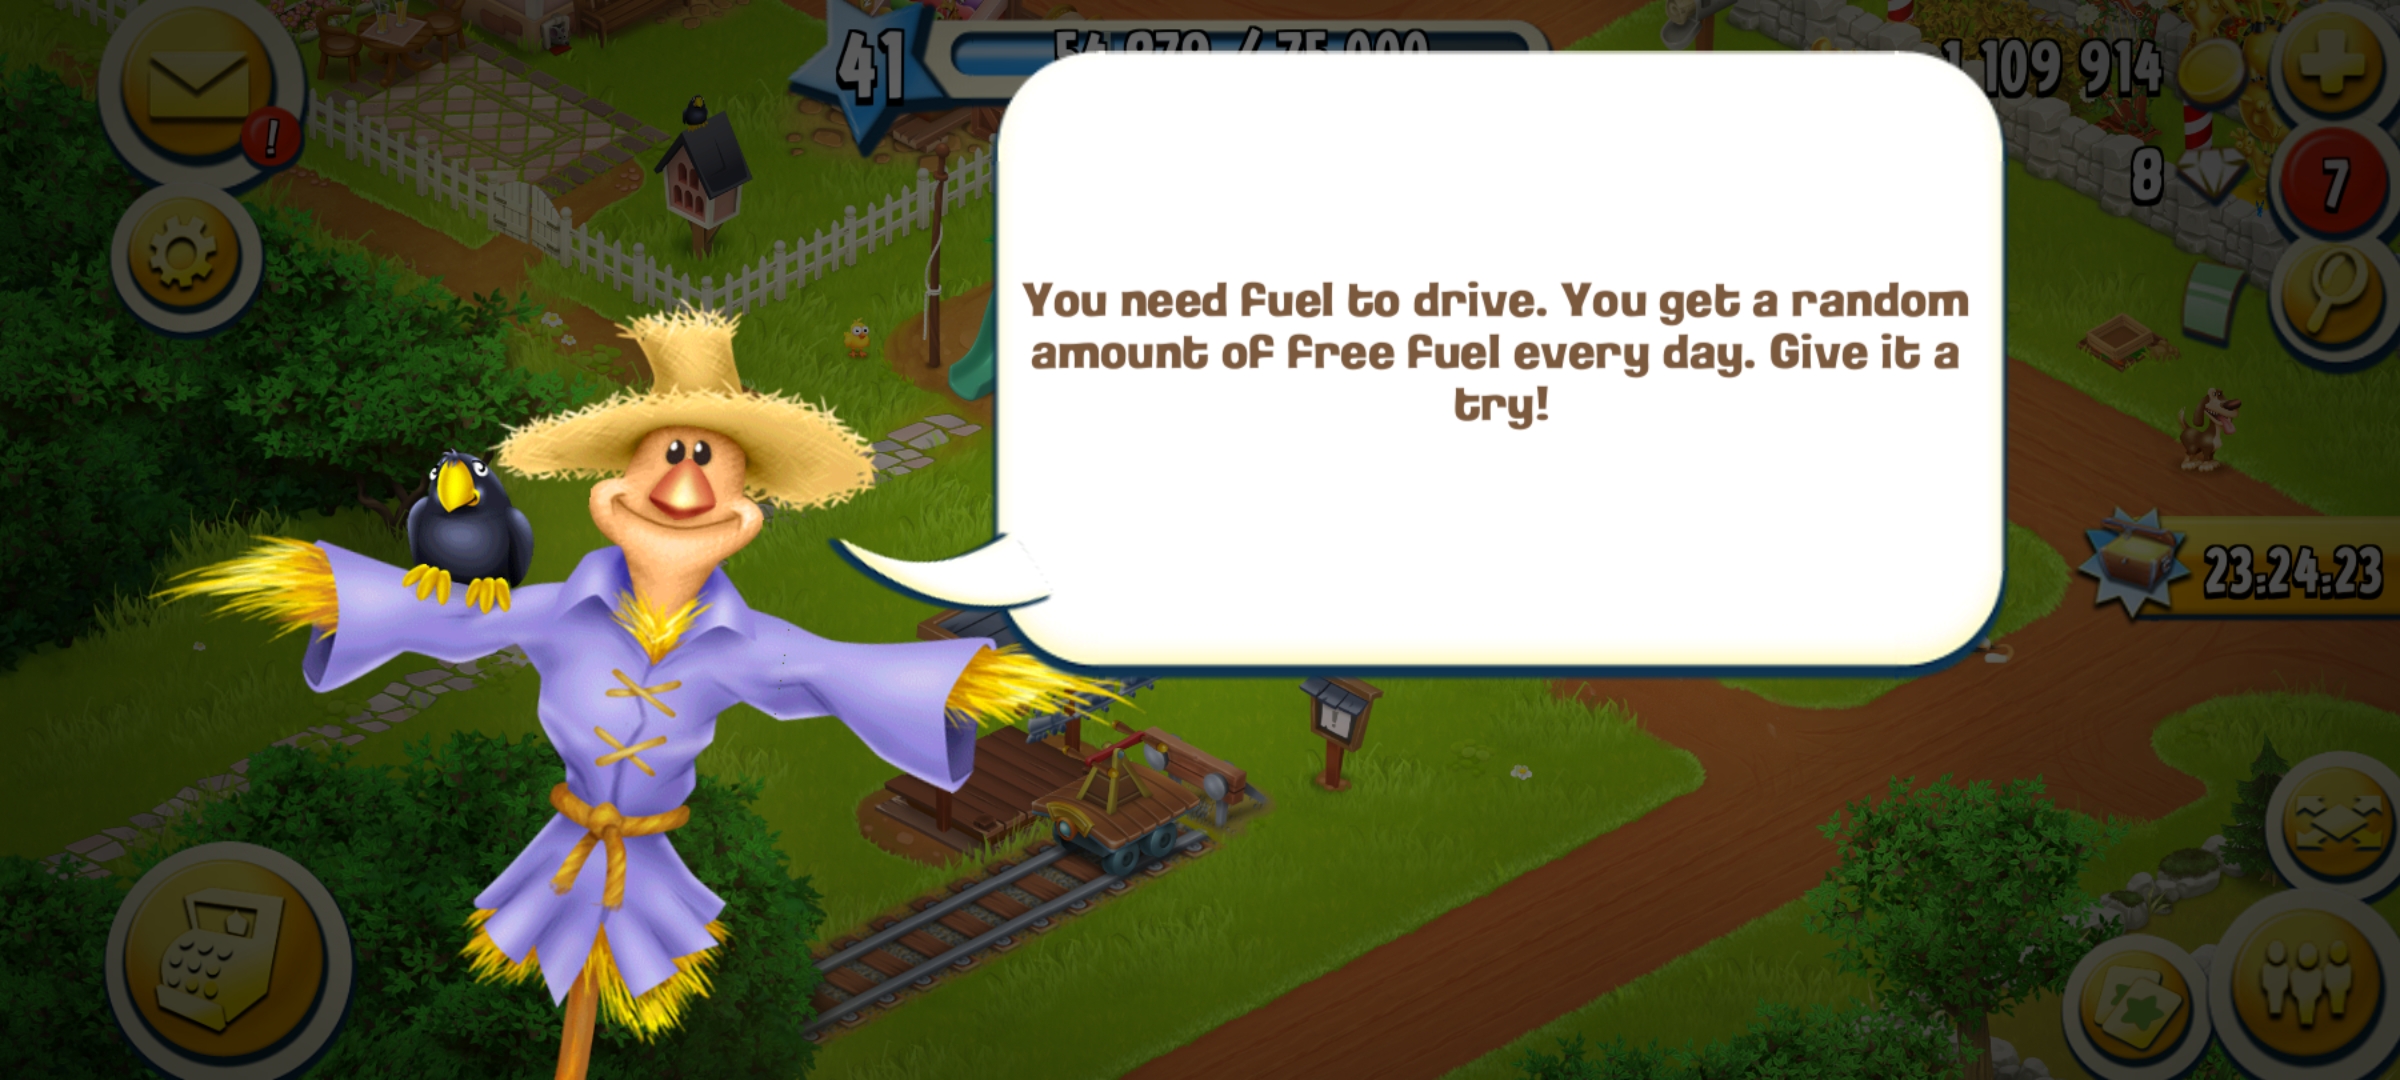 41
1 109 914
8
7
!
You need fuel to drive. You get a random
amount of free fuel every day. Give it a
try!
23:24:23